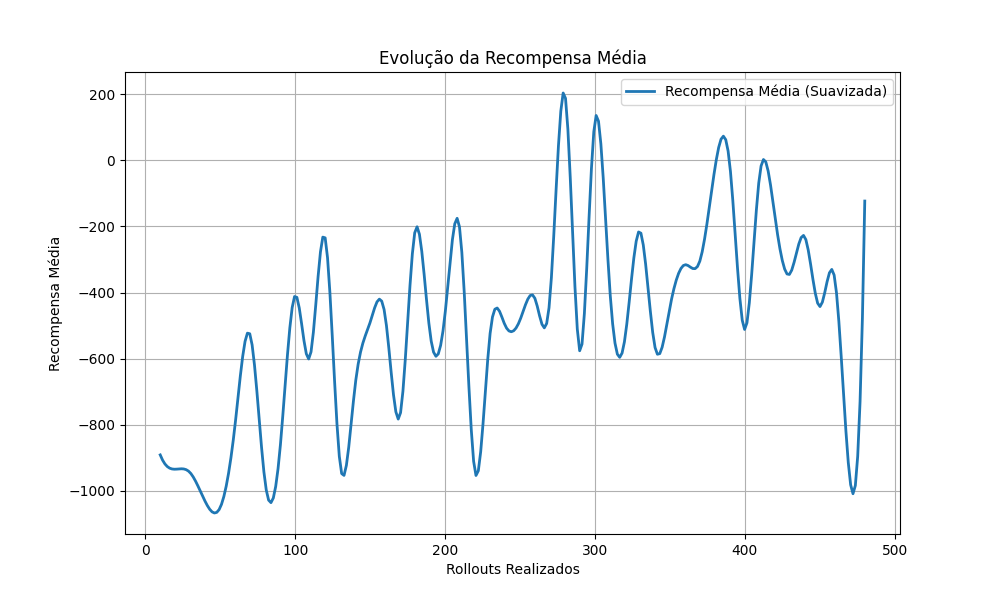 Evolução da Recompensa Média
Recompensa Média (Suavizada)
Recompensa Média
200
0
−200
−400
−600
−800
−1000
0 100 200 300 400 500
Rollouts Realizados